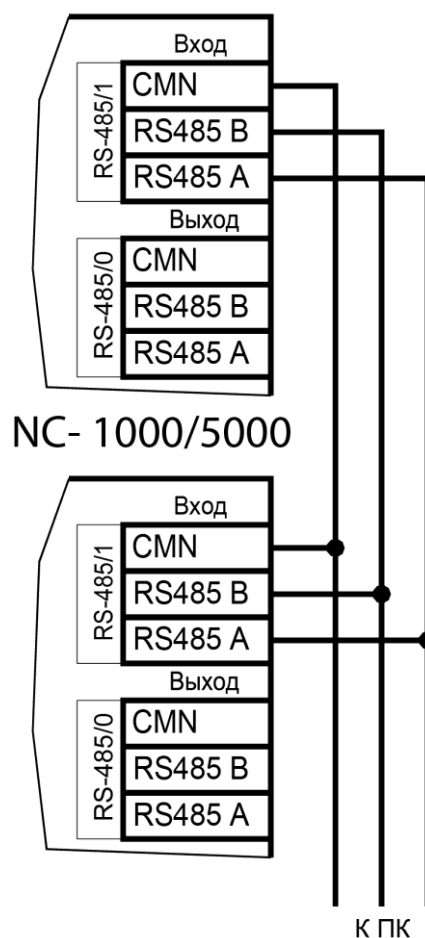 Вход
RS-485/1
CMN
RS485 B
RS485 A
Выход
RS-485/0
CMN
RS485 B
RS485 A
NC- 1000/5000
Вход
RS-485/1
CMN
RS485 B
RS485 A
Выход
RS-485/0
CMN
RS485 B
RS485 A
К ПК